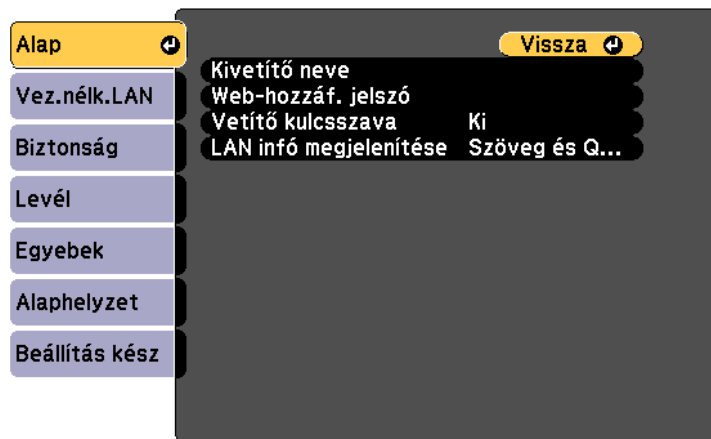 Alap
Vez.nélk.LAN
Biztonság
Levél
Egyebek
Alaphelyzet
Beállítás kész
Vissza
Kivetítő neve
Web-hozzáf. jelszó
Vetítő kulcsszava Ki
LAN infó megjelenítése Szöveg és Q...